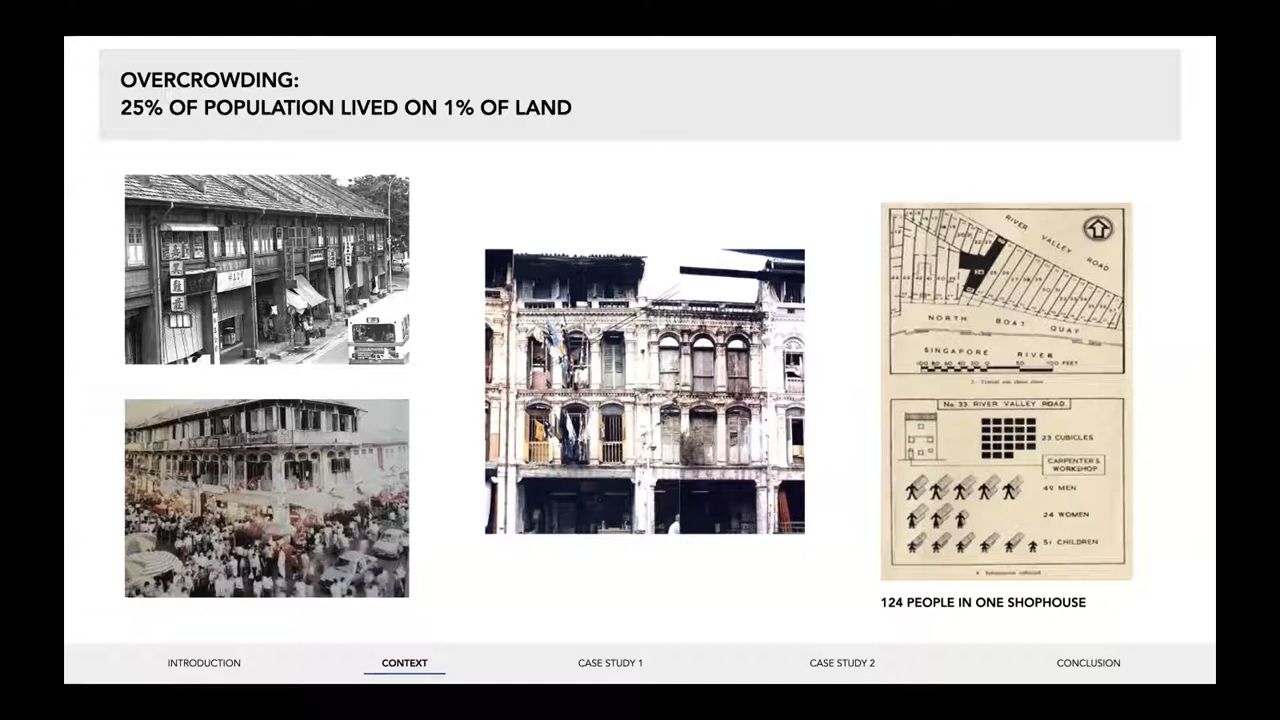 OVERCROWDING:
25% OF POPULATION LIVED ON 1% OF LAND
RIVER VALLEY ROAD
NORTH BOAT QUAY
SINGAPORE RIVER
FEET
No. 33. RIVER VALLEY ROAD.
23 CUBICLES
CARPENTER'S
WORKSHOP
49 MEN
24 WOMEN
51 CHILDREN
124 PEOPLE IN ONE SHOPHOUSE
INTRODUCTION
CONTEXT
CASE STUDY 1
CASE STUDY 2
CONCLUSION